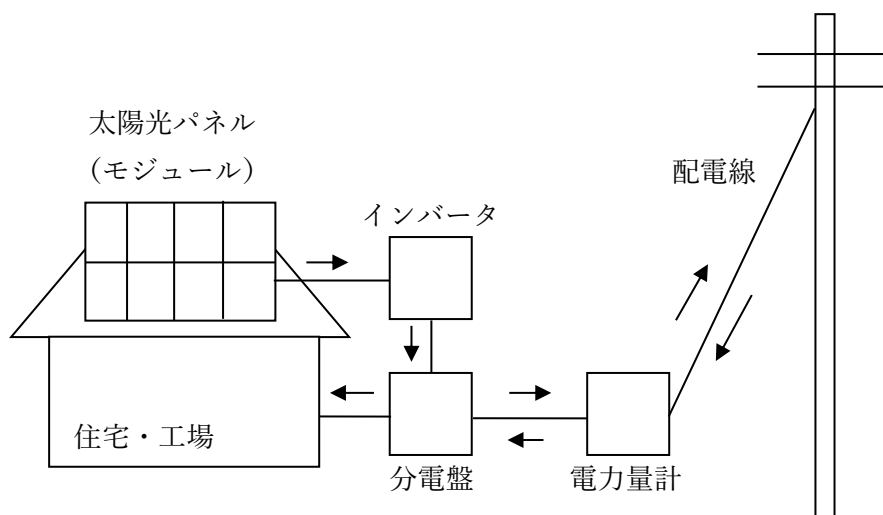 太陽光パネル
(モジュール)
配電線
インバータ
住宅・工場
分電盤
電力量計